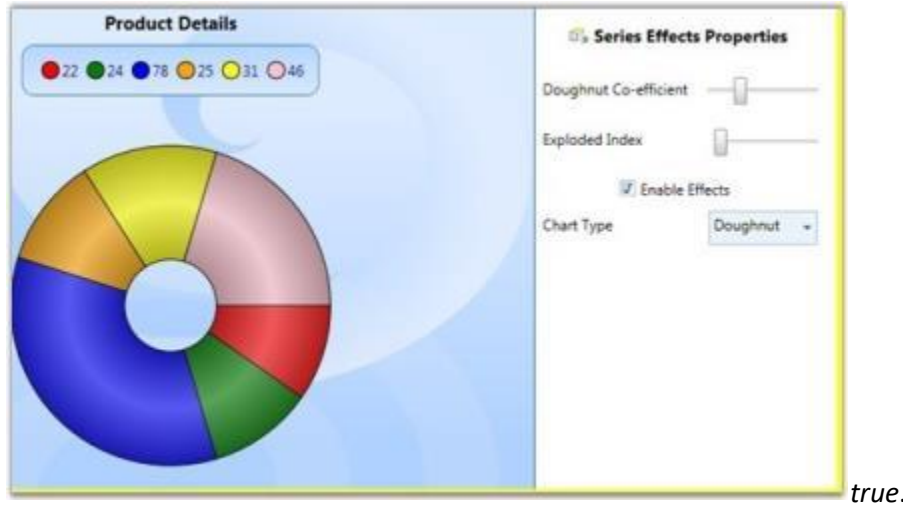 Product Details
22 24 78 25 31 46
Series Effects Properties
Doughnut Co-efficient
Exploded Index
Enable Effects
Chart Type Doughnut
true.